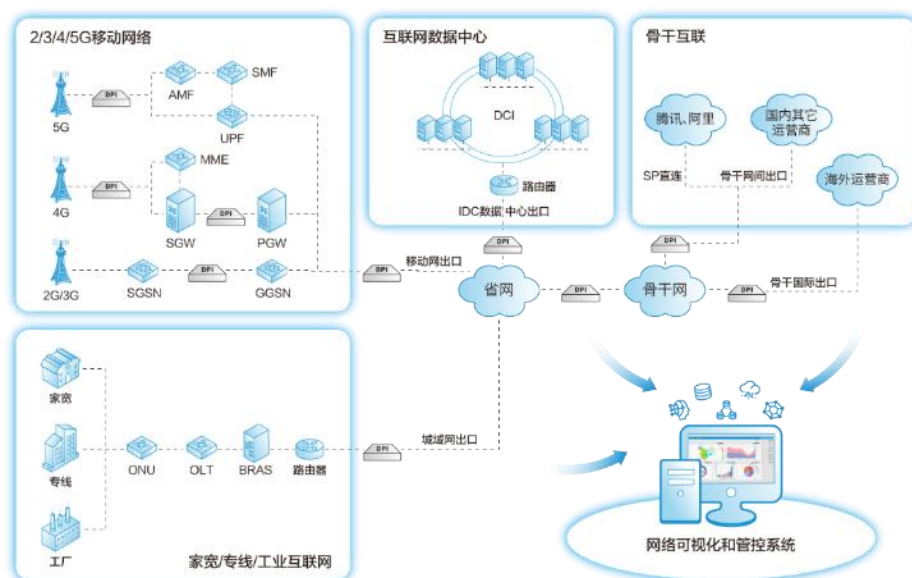 2/3/4/5G移动网络
5G
DPI
AMF
SMF
UPF
4G
DPI
MME
SGW
DPI
PGW
2G/3G
SGSN
DPI
GGSN
互联网数据中心
DCI
路由器
IDC数据中心出口
DPI
骨干互联
腾讯、阿里
国内其它
运营商
海外运营商
SP直连
骨干网间出口
DPI
移动网出口
DPI
省网
DPI
骨干网
DPI
骨干国际出口
家宽
专线
工厂
ONU
OLT
BRAS
路由器
城域网出口
DPI
家宽/专线/工业互联网
网络可视化和管控系统